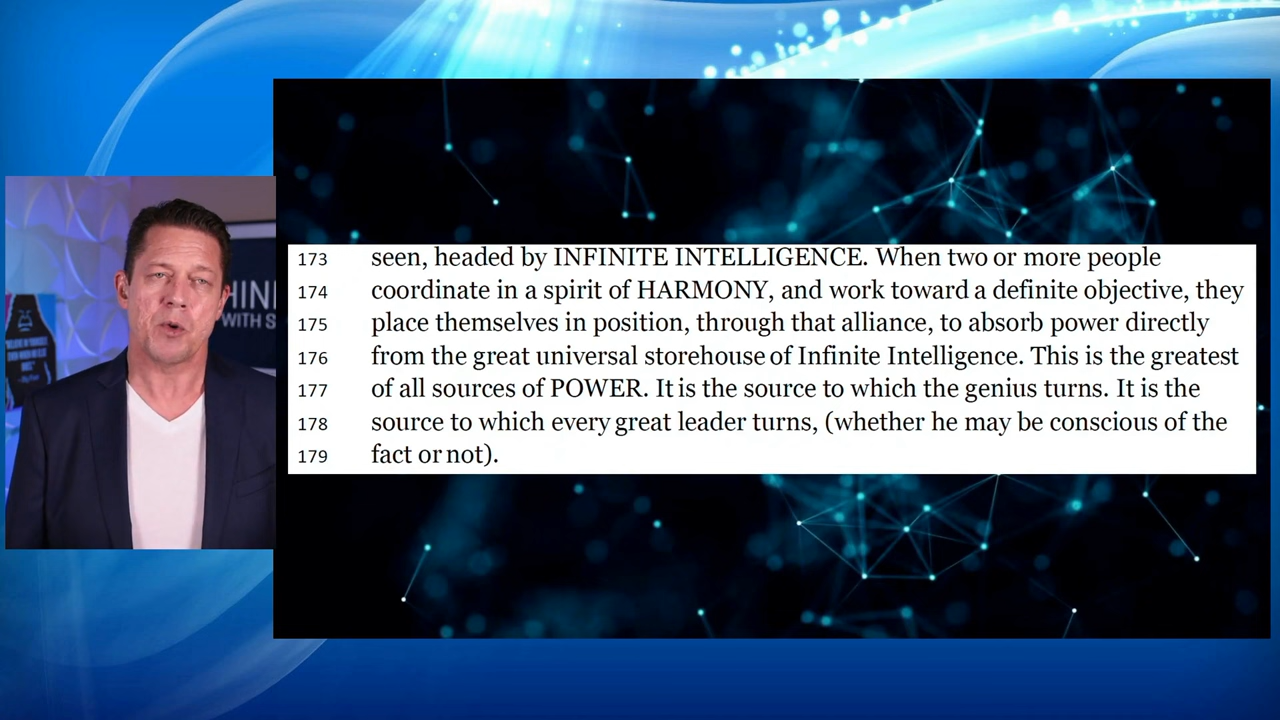 HIN
WITH S
173 seen, headed by INFINITE INTELLIGENCE. When two or more people
174 coordinate in a spirit of HARMONY, and work toward a definite objective, they
175 place themselves in position, through that alliance, to absorb power directly
176 from the great universal storehouse of Infinite Intelligence. This is the greatest
177 of all sources of POWER. It is the source to which the genius turns. It is the
178 source to which every great leader turns, (whether he may be conscious of the
179 fact or not).